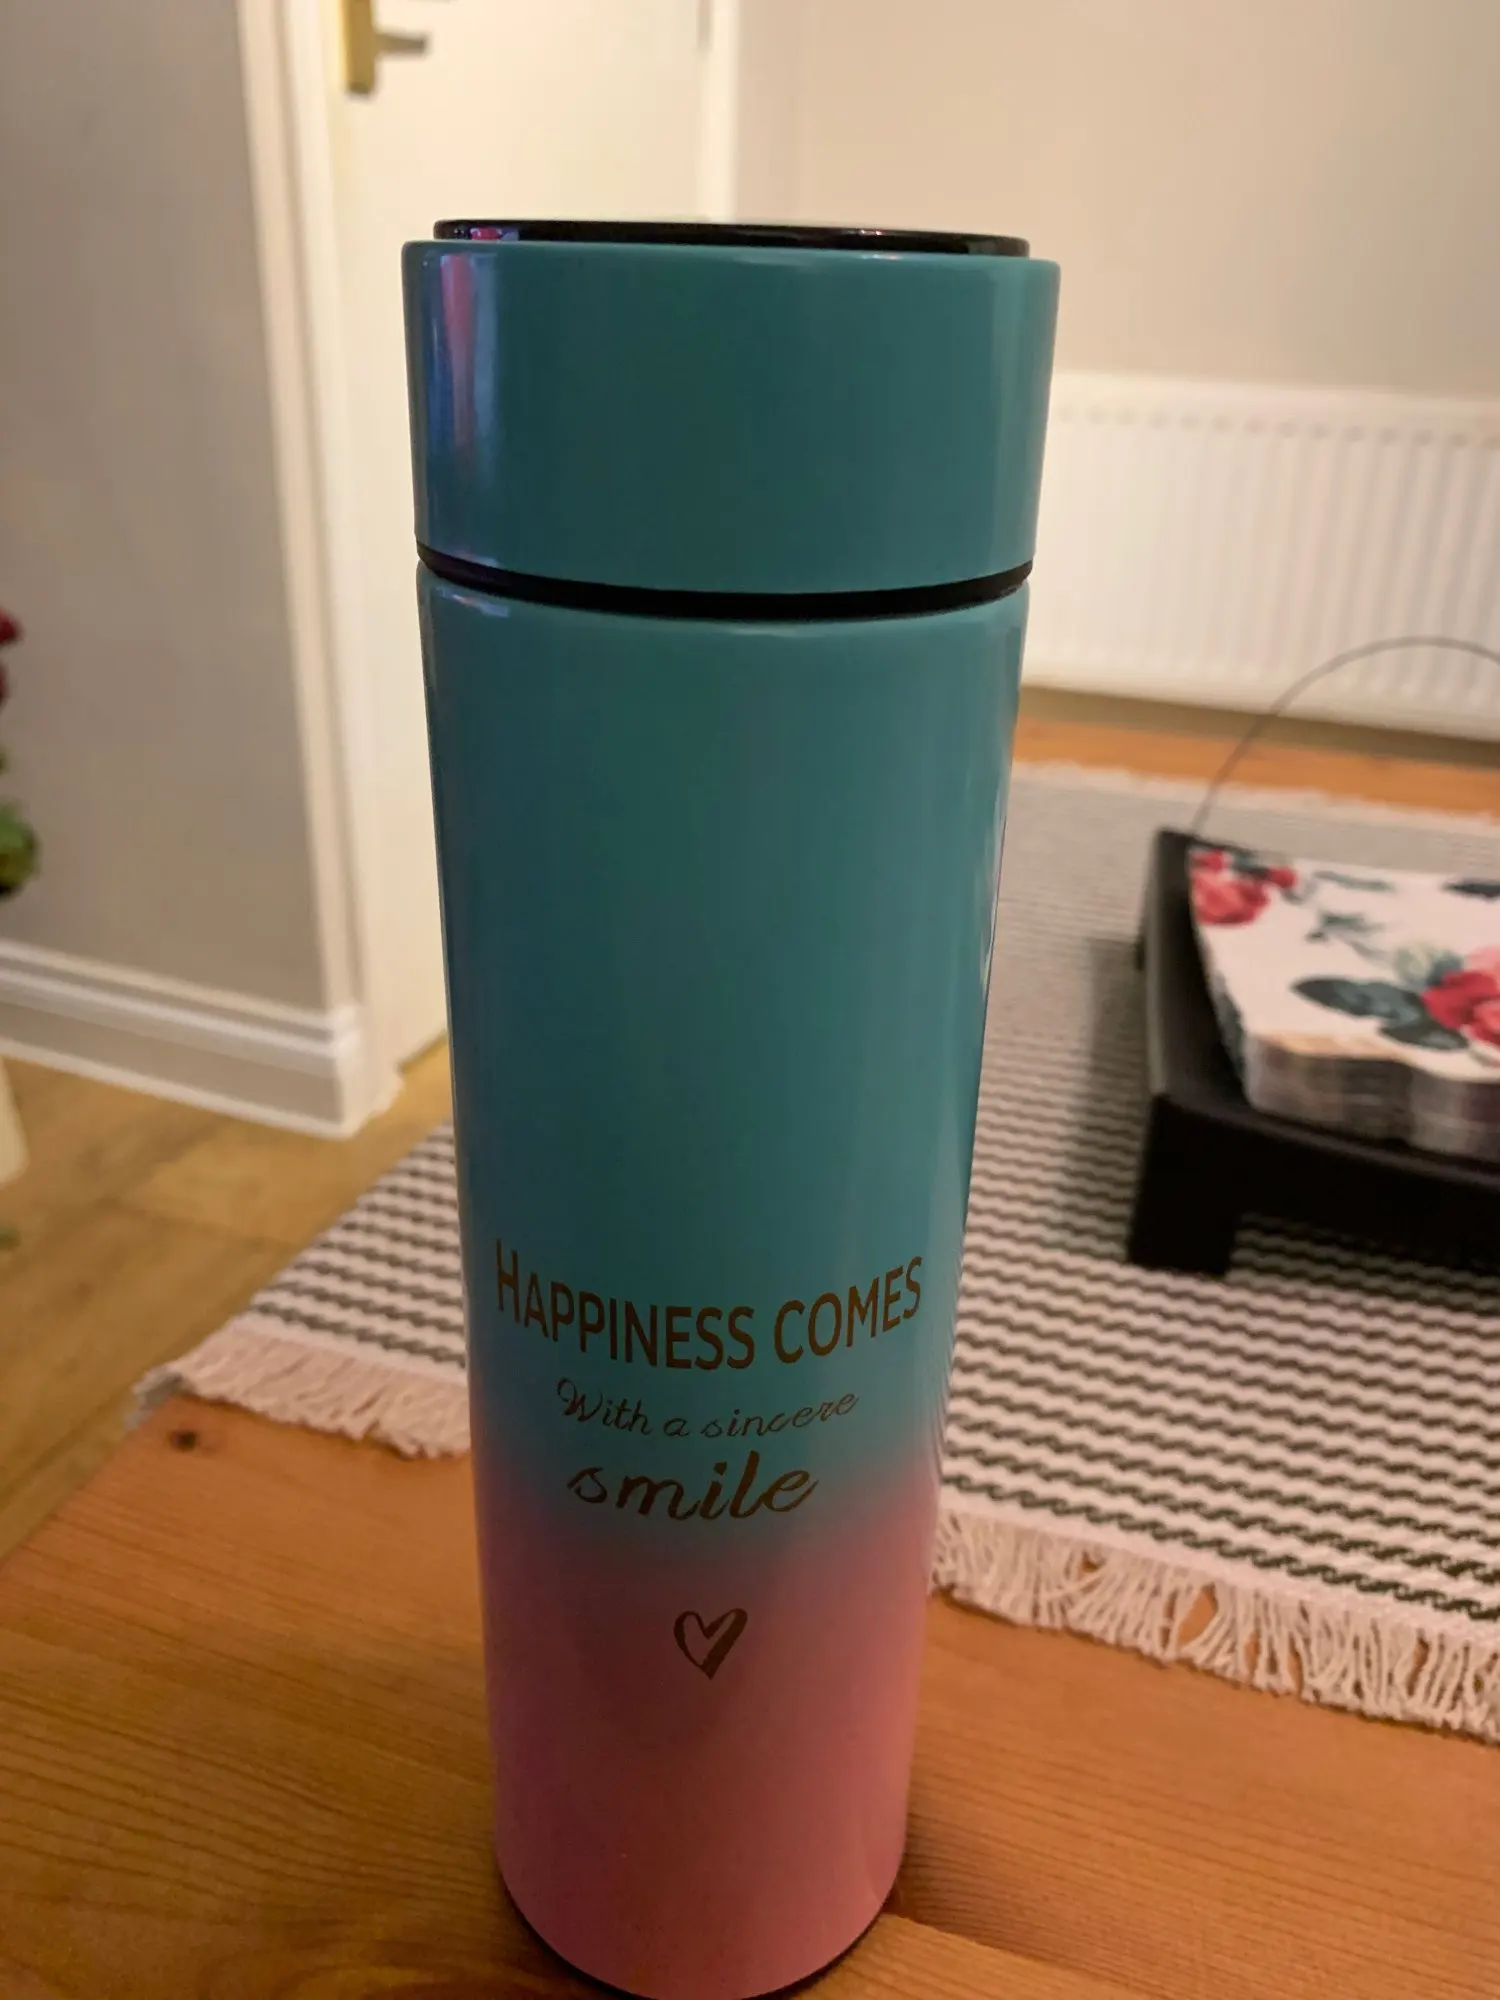 HAPPINESS COMES
With a sincere
smile